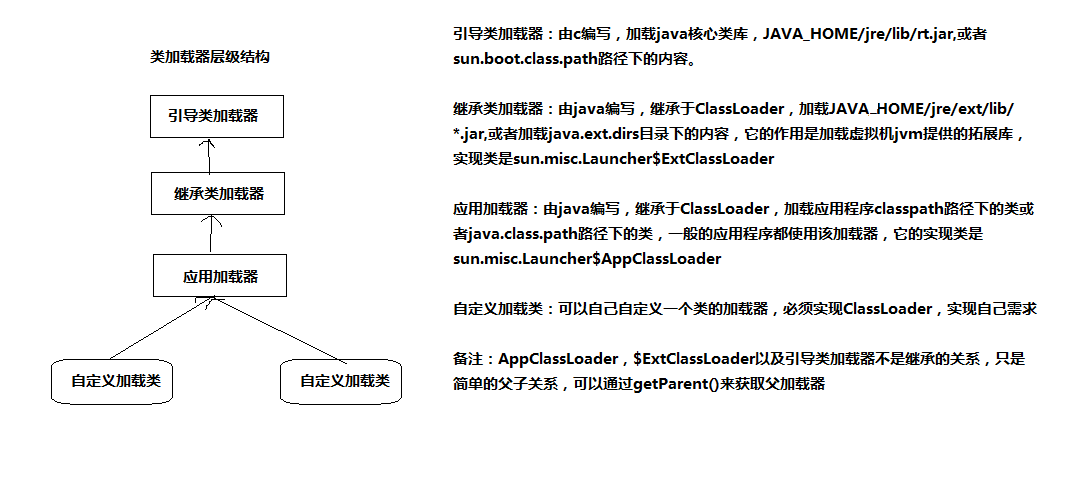 类加载器层级结构
引导类加载器
继承类加载器
应用加载器
自定义加载类
自定义加载类
引导类加载器：由c编写，加载java核心类库，JAVA_HOME/jre/lib/rt.jar,或者
sun.boot.class.path路径下的内容。
继承类加载器：由java编写，继承于ClassLoader，加载JAVA_HOME/jre/ext/lib/
*.jar,或者加载java.ext.dirs目录下的内容，它的作用是加载虚拟机jvm提供的拓展库，
实现类是sun.misc.Launcher$ExtClassLoader
应用加载器：由java编写，继承于ClassLoader，加载应用程序classpath路径下的类或
者java.class.path路径下的类，一般的应用程序都使用该加载器，它的实现类是
sun.misc.Launcher$AppClassLoader
自定义加载类：可以自己自定义一个类的加载器，必须实现ClassLoader，实现自己需求
备注：AppClassLoader，$ExtClassLoader以及引导类加载器不是继承的关系，只是
简单的父子关系，可以通过getParent()来获取父加载器